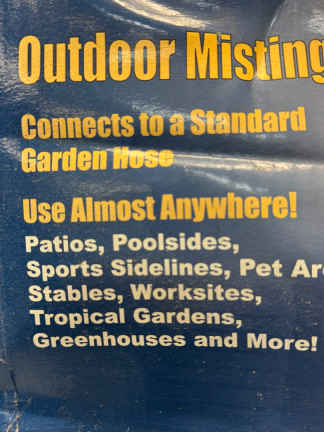 Outdoor Misting
Connects to a Standard
Garden Hose
Use Almost Anywhere!
Patios, Poolsides,
Sports Sidelines, Pet Are
Stables, Worksites,
Tropical Gardens,
Greenhouses and More!